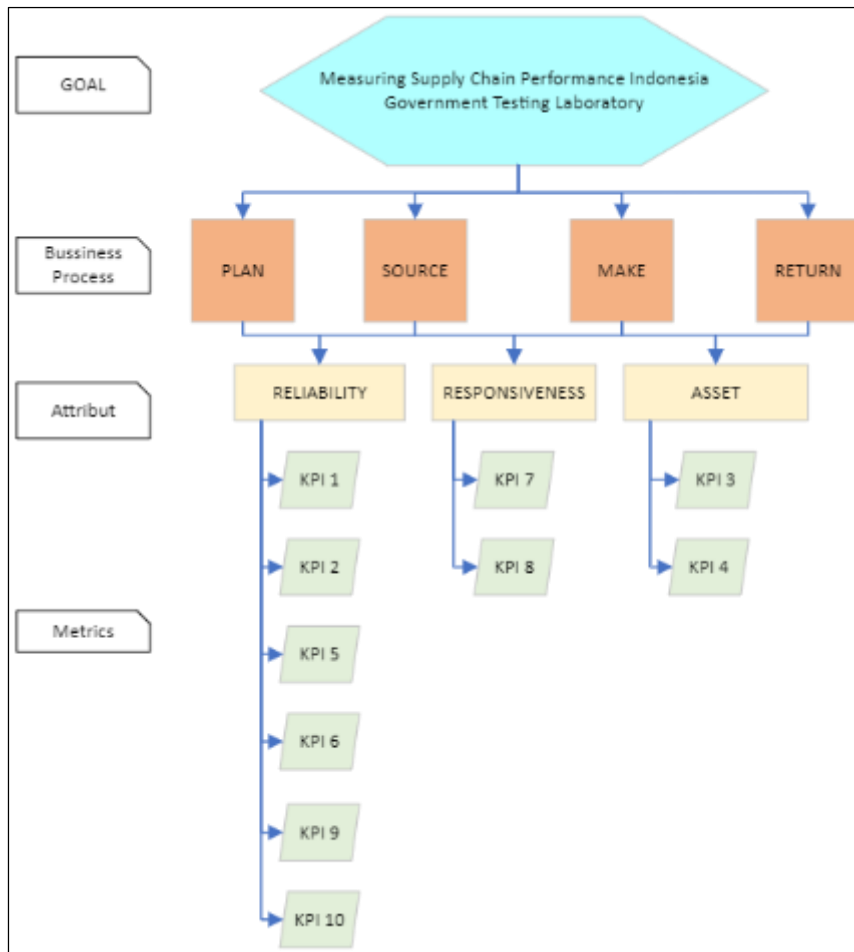 GOAL
Measuring Supply Chain Performance Indonesia
Government Testing Laboratory
Bussiness
Process
PLAN
SOURCE
MAKE
RETURN
Attribut
RELIABILITY
RESPONSIVENESS
ASSET
KPI 1
KPI 7
KPI 3
KPI 2
KPI 8
KPI 4
Metrics
KPI 5
KPI 6
KPI 9
KPI 10